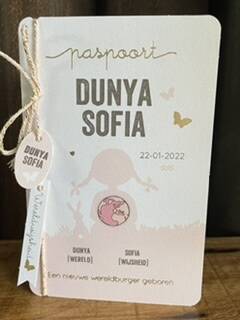 paspoort
DUNYA
SOFIA
22-01-2022
DUNYA
SOFIA
DUNYA
(WERELD)
SOFIA
(WIJSHEID)
Een nieuwe wereldburger geboren